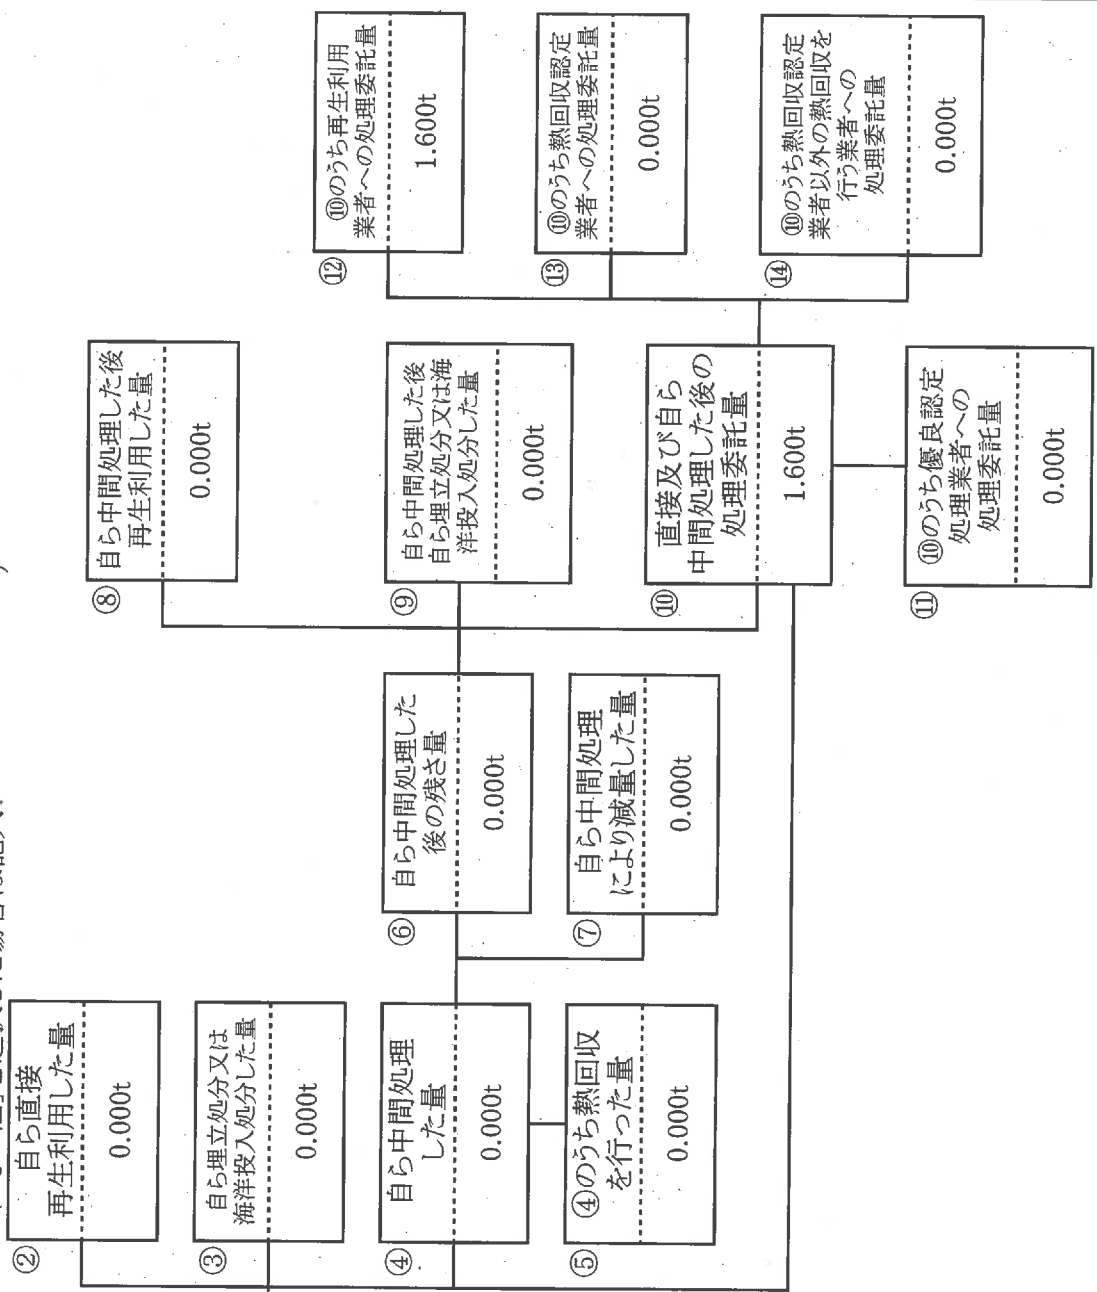 ②
自ら直接
再生利用した量
0.000t
③
自ら埋立処分又は
海洋投入処分した量
0.000t
④
自ら中間処理
した量
0.000t
⑤
④のうち熱回収
を行った量
0.000t
⑥
自ら中間処理した
後の残さ量
0.000t
⑦
自ら中間処理
により減量した量
0.000t
⑧
自ら中間処理した後
再生利用した量
0.000t
⑨
自ら中間処理した後
自ら埋立処分又は海
洋投入処分した量
0.000t
⑩
直接及び自ら
中間処理した後の
処理委託量
1.600t
⑪
⑩のうち優良認定
処理業者への
処理委託量
0.000t
⑫
⑩のうち再生利用
業者への処理委託量
1.600t
⑬
⑩のうち熱回収認定
業者への処理委託量
0.000t
⑭
⑩のうち熱回収認定
業者以外の熱回収を
行う業者への
処理委託量
0.000t